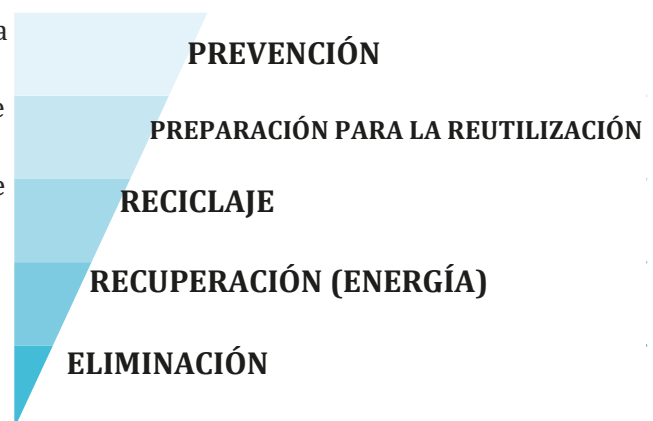 a
PREVENCIÓN
e
PREPARACIÓN PARA LA REUTILIZACIÓN
e
RECICLAJE
RECUPERACIÓN (ENERGÍA)
ELIMINACIÓN